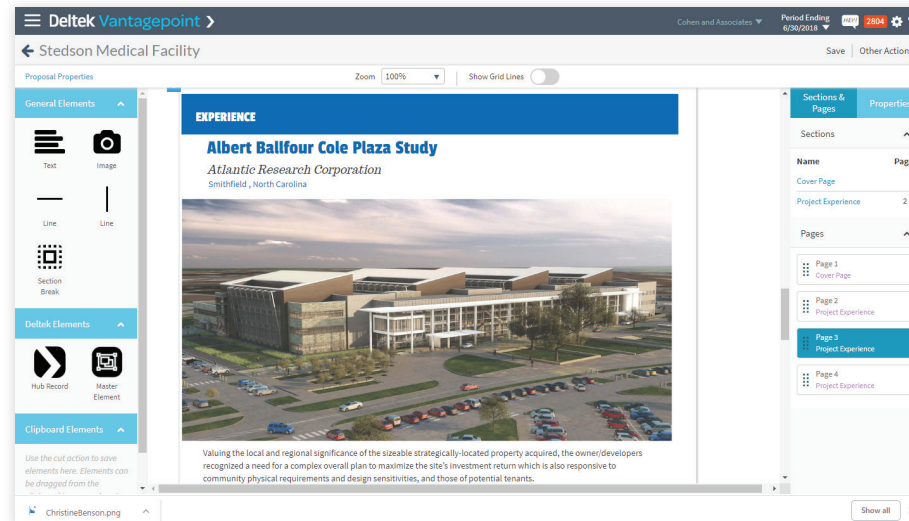 Deltek Vantagepoint
Cohen and Associates
Period Ending
6/30/2018
2804
Stedson Medical Facility
Save
Other Action
Proposal Properties
Zoom
100%
Show Grid Lines
General Elements
Text
Image
Line
Line
Section
Break
Deltek Elements
Hub Record
Master
Element
Clipboard Elements
Use the cut action to save
elements here. Elements can
be dragged from the
EXPERIENCE
Albert Ballfour Cole Plaza Study
Atlantic Research Corporation
Smithfield , North Carolina
Valuing the local and regional significance of the sizeable strategically-located property acquired, the owner/developers
recognized a need for a complex overall plan to maximize the site's investment return which is also responsive to
community physical requirements and design sensitivities, and those of potential tenants.
Sections &
Pages
Properties
Sections
Name
Pag
Cover Page
Project Experience
2
Pages
Page 1
Cover Page
Page 2
Project Experience
Page 3
Project Experience
Page 4
Project Experience
ChristineBenson.png
Show all